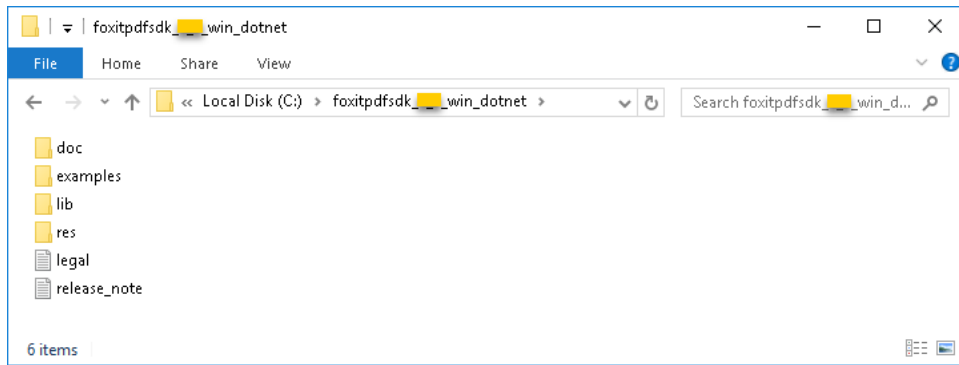 foxitpdfsdk_ _ _win_dotnet
File Home Share View
« Local Disk (C:) › foxitpdfsdk_ _ _win_dotnet ›
Search foxitpdfsdk_ _ _win_d...
doc
examples
lib
res
legal
release_note
6 items